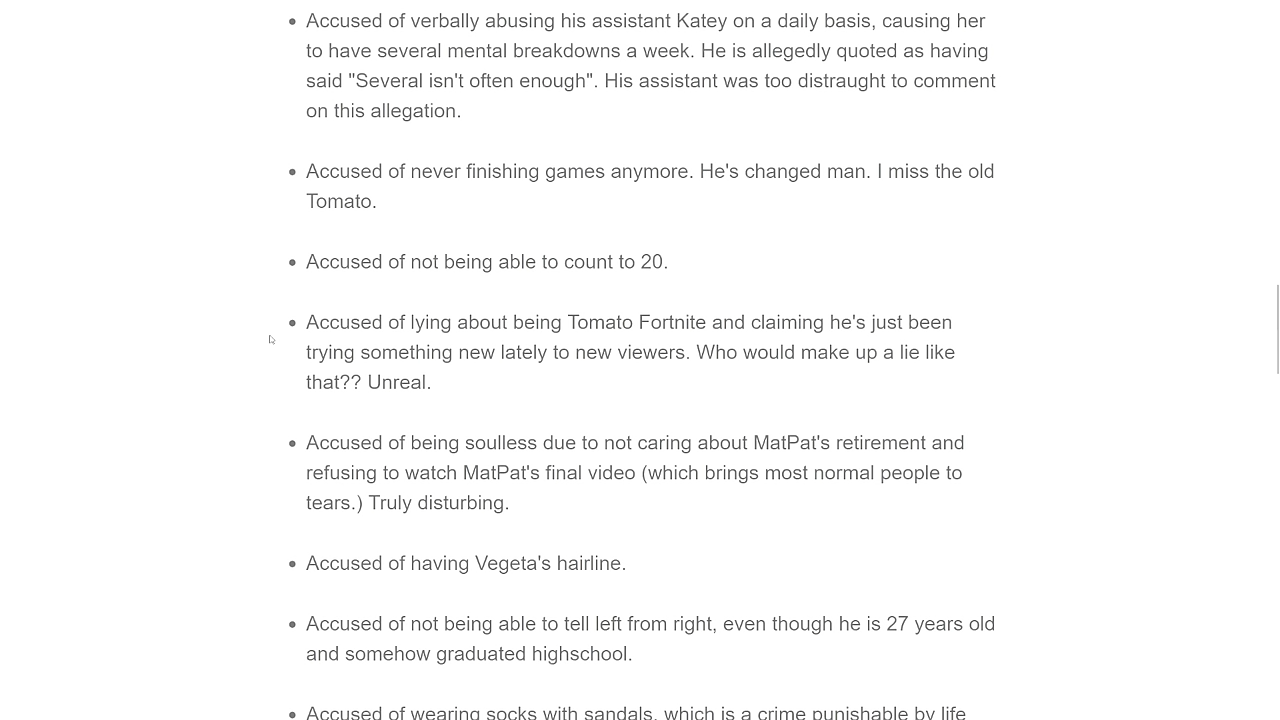 Accused of verbally abusing his assistant Katey on a daily basis, causing her
to have several mental breakdowns a week. He is allegedly quoted as having
said "Several isn't often enough". His assistant was too distraught to comment
on this allegation.
Accused of never finishing games anymore. He's changed man. I miss the old
Tomato.
Accused of not being able to count to 20.
Accused of lying about being Tomato Fortnite and claiming he's just been
trying something new lately to new viewers. Who would make up a lie like
that?? Unreal.
Accused of being soulless due to not caring about MatPat's retirement and
refusing to watch MatPat's final video (which brings most normal people to
tears.) Truly disturbing.
Accused of having Vegeta's hairline.
Accused of not being able to tell left from right, even though he is 27 years old
and somehow graduated highschool.
Accused of wearing socks with sandals, which is a crime punishable by life